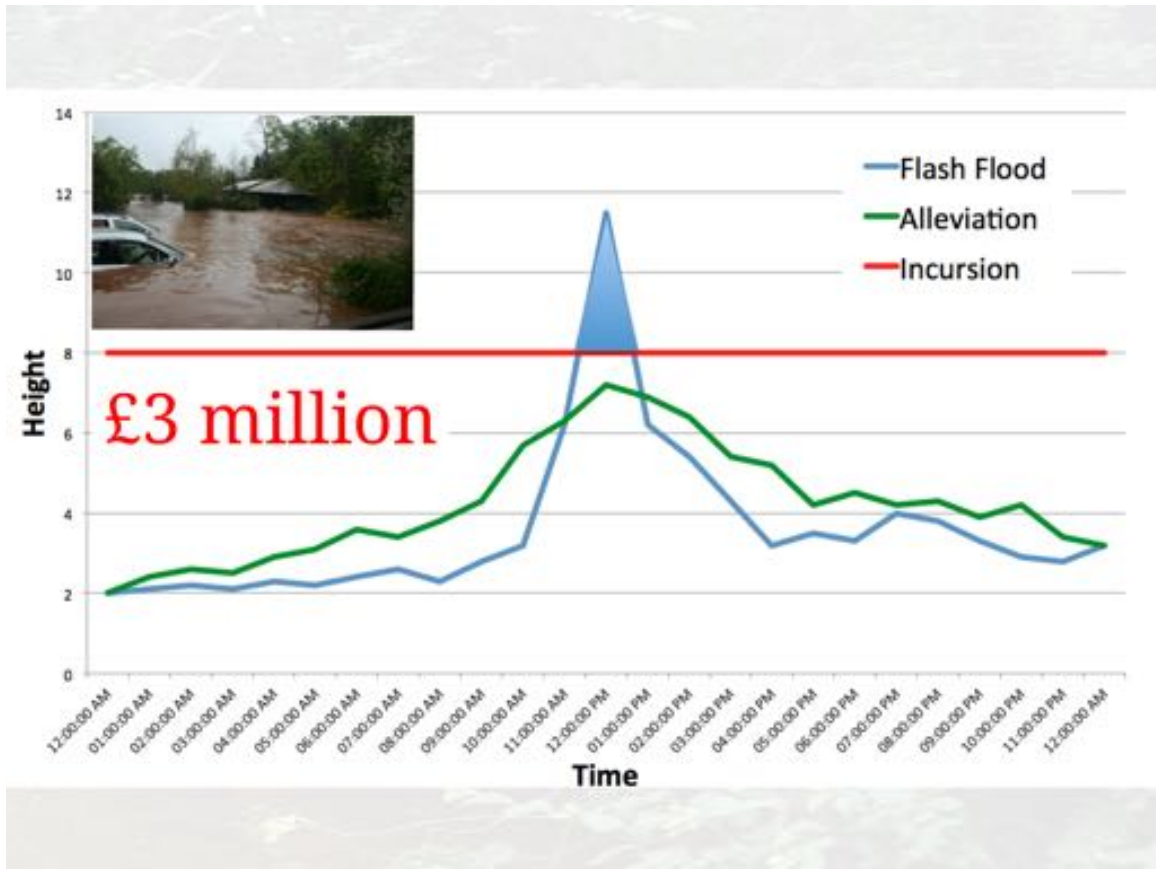 14
12
10
8
6
4
2
0
Height
Flash Flood
Alleviation
Incursion
£3 million
12:00:00 AM
01:00:00 AM
02:00:00 AM
03:00:00 AM
04:00:00 AM
05:00:00 AM
06:00:00 AM
07:00:00 AM
08:00:00 AM
09:00:00 AM
10:00:00 AM
11:00:00 AM
12:00:00 PM
01:00:00 PM
02:00:00 PM
03:00:00 PM
04:00:00 PM
05:00:00 PM
06:00:00 PM
07:00:00 PM
08:00:00 PM
09:00:00 PM
10:00:00 PM
11:00:00 PM
12:00:00 AM
Time